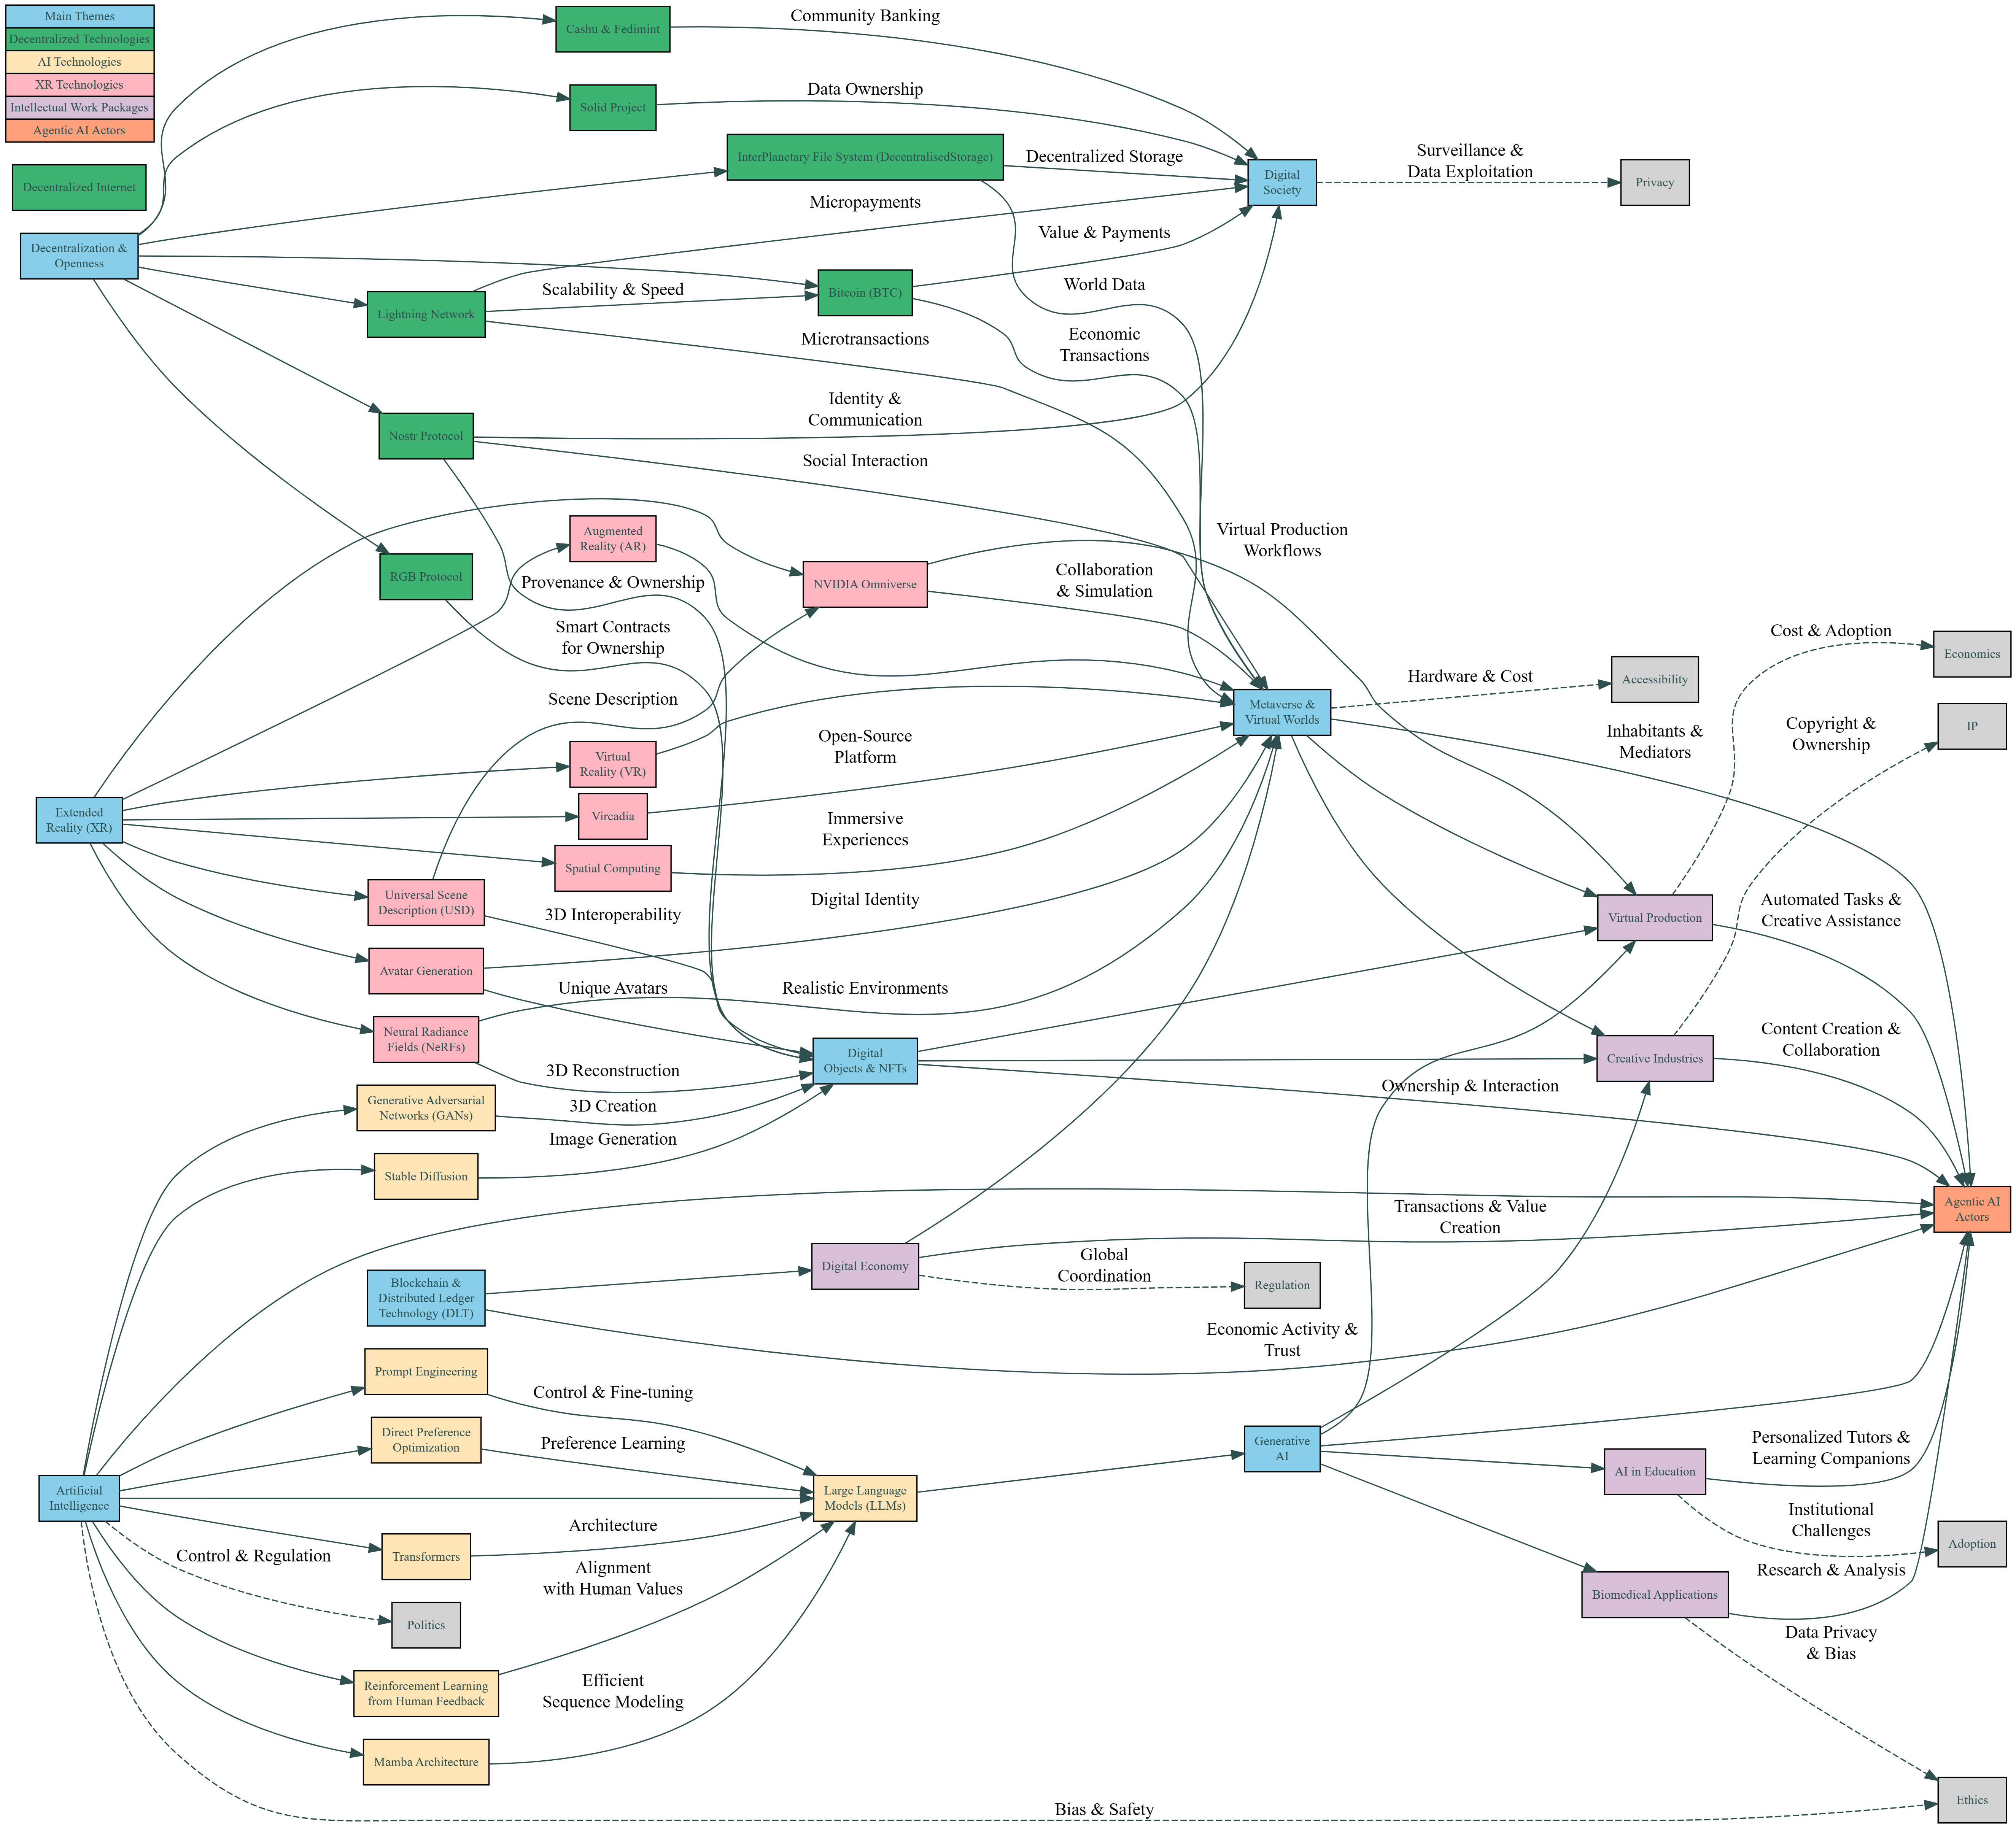 Main Themes
Decentralized Technologies
AI Technologies
XR Technologies
Intellectual Work Packages
Agentic AI Actors
Decentralized Internet
Decentralization &
Openness
Cashu & Fedimint
Community Banking
Solid Project
Data Ownership
InterPlanetary File System (DecentralisedStorage)
Decentralized Storage
Micropayments
Digital
Society
Surveillance &
Data Exploitation
Privacy
Value & Payments
Lightning Network
Scalability & Speed
Bitcoin (BTC)
World Data
Microtransactions
Economic
Transactions
Nostr Protocol
Identity &
Communication
Social Interaction
RGB Protocol
Augmented
Reality (AR)
Provenance & Ownership
NVIDIA Omniverse
Collaboration
& Simulation
Virtual Production
Workflows
Smart Contracts
for Ownership
Scene Description
Metaverse &
Virtual Worlds
Hardware & Cost
Accessibility
Cost & Adoption
Economics
Inhabitants &
Mediators
Copyright &
Ownership
IP
Virtual
Reality (VR)
Open-Source
Platform
Extended
Reality (XR)
Vircadia
Immersive
Experiences
Spatial Computing
Universal Scene
Description (USD)
3D Interoperability
Digital Identity
Virtual Production
Automated Tasks &
Creative Assistance
Avatar Generation
Unique Avatars
Realistic Environments
Neural Radiance
Fields (NeRFs)
3D Reconstruction
Digital
Objects & NFTs
Creative Industries
Content Creation &
Collaboration
Ownership & Interaction
Generative Adversarial
Networks (GANs)
3D Creation
Image Generation
Stable Diffusion
Transactions & Value
Creation
Agentic AI
Actors
Blockchain &
Distributed Ledger
Technology (DLT)
Digital Economy
Global
Coordination
Regulation
Economic Activity &
Trust
Prompt Engineering
Control & Fine-tuning
Direct Preference
Optimization
Preference Learning
Generative
AI
AI in Education
Personalized Tutors &
Learning Companions
Artificial
Intelligence
Large Language
Models (LLMs)
Institutional
Challenges
Adoption
Transformers
Architecture
Control & Regulation
Alignment
with Human Values
Politics
Biomedical Applications
Research & Analysis
Data Privacy
& Bias
Reinforcement Learning
from Human Feedback
Efficient
Sequence Modeling
Mamba Architecture
Bias & Safety
Ethics